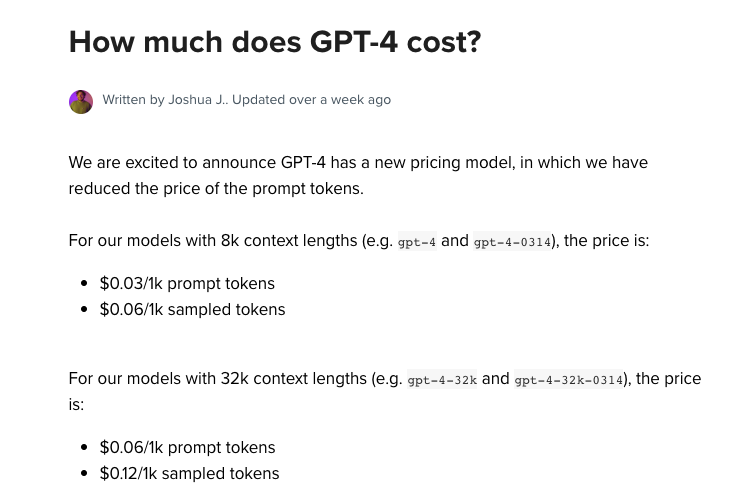 How much does GPT-4 cost?
Written by Joshua J.. Updated over a week ago
We are excited to announce GPT-4 has a new pricing model, in which we have
reduced the price of the prompt tokens.
For our models with 8k context lengths (e.g. gpt-4 and gpt-4-0314), the price is:
• $0.03/1k prompt tokens
• $0.06/1k sampled tokens
For our models with 32k context lengths (e.g. gpt-4-32k and gpt-4-32k-0314), the price
is:
• $0.06/1k prompt tokens
• $0.12/1k sampled tokens